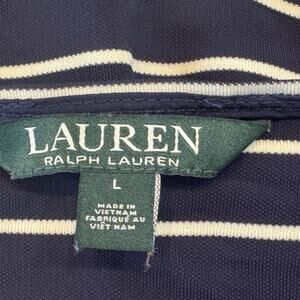 LAUREN
RALPH LAUREN
L
MADE IN
VIETNAM
FABRIQUÉ AU
VIÊT NAM